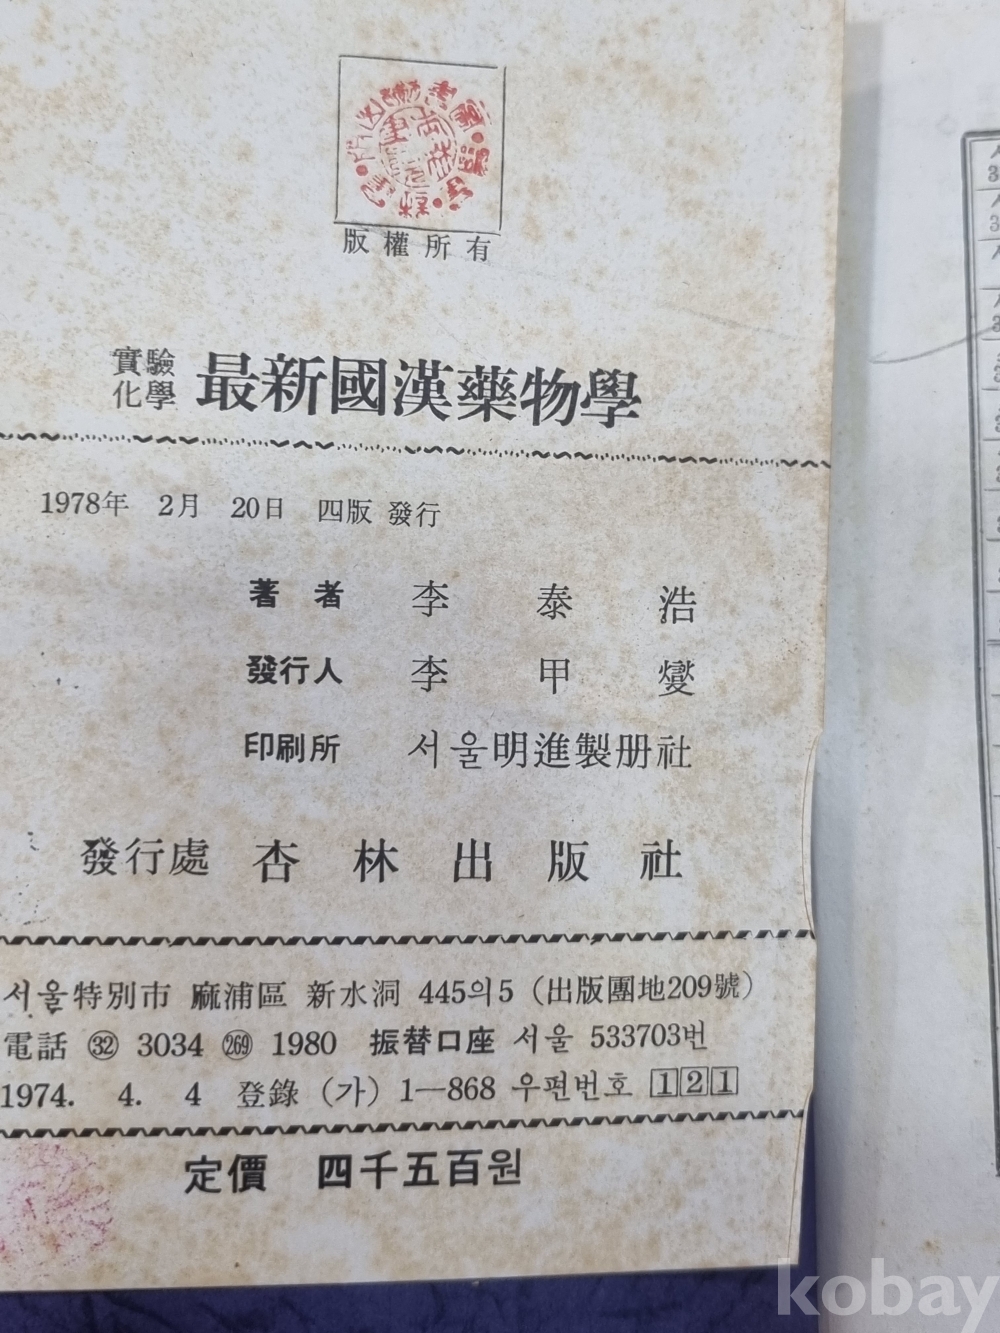 版權所有
實驗
化學 最新國漢藥物學
1978年 2月 20日 四版 發行
著者 李泰浩
發行人 李甲燮
印刷所 서울明進製册社
發行處 杏林出版社
서울特別市 麻浦區 新水洞 445의5 (出版團地209號)
電話 ㉜ 3034 (269) 1980 振替口座 서울 533703번
1974. 4. 4 登錄 (가) 1—868 우편번호 121
定價 四千五百원
kobay